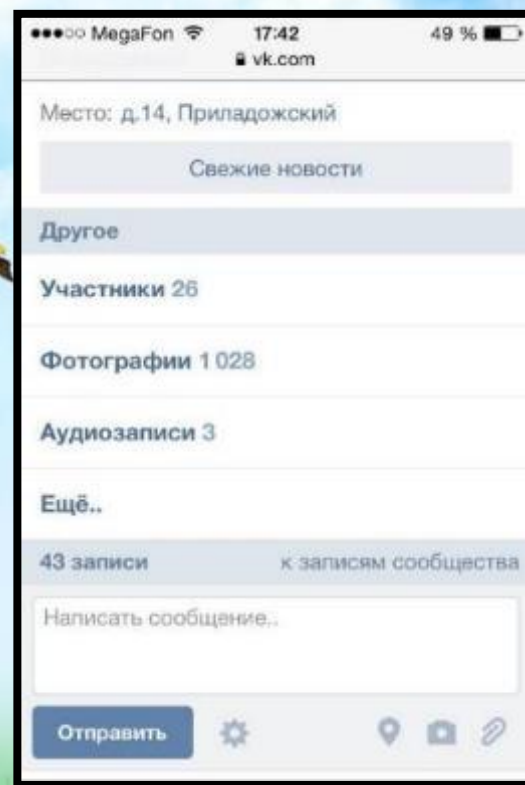 MegaFon 17:42 49 %
vk.com
Место: д.14, Приладожский
Свежие новости
Другое
Участники 26
Фотографии 1 028
Аудиозаписи 3
Ещё..
43 записи к записям сообщества
Написать сообщение..
Отправить